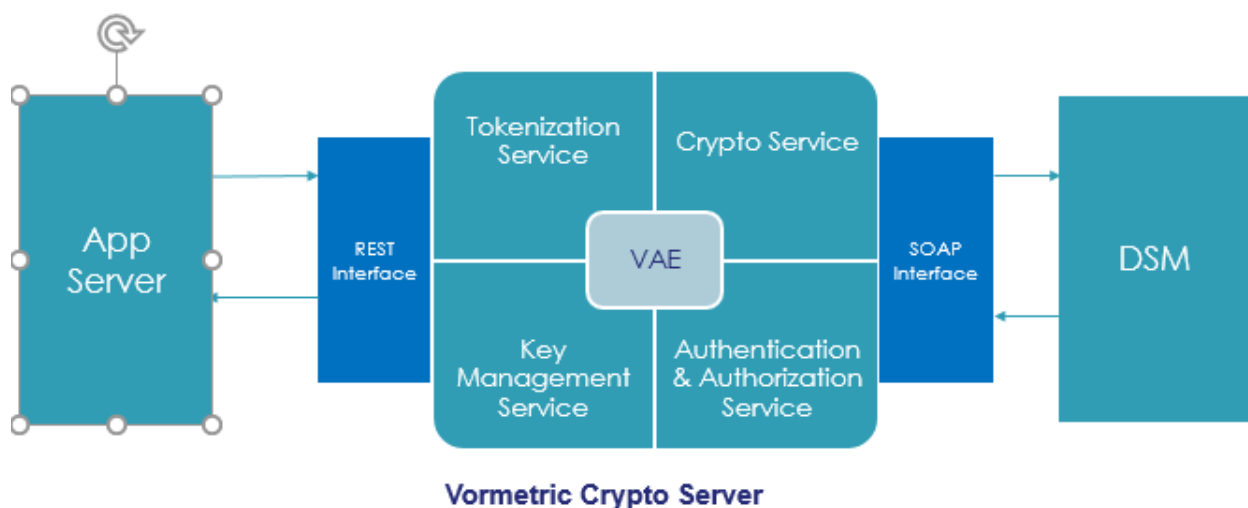 App
Server
REST
Interface
Tokenization
Service
Crypto Service
VAE
Key
Management
Service
Authentication
& Authorization
Service
SOAP
Interface
DSM
Vormetric Crypto Server